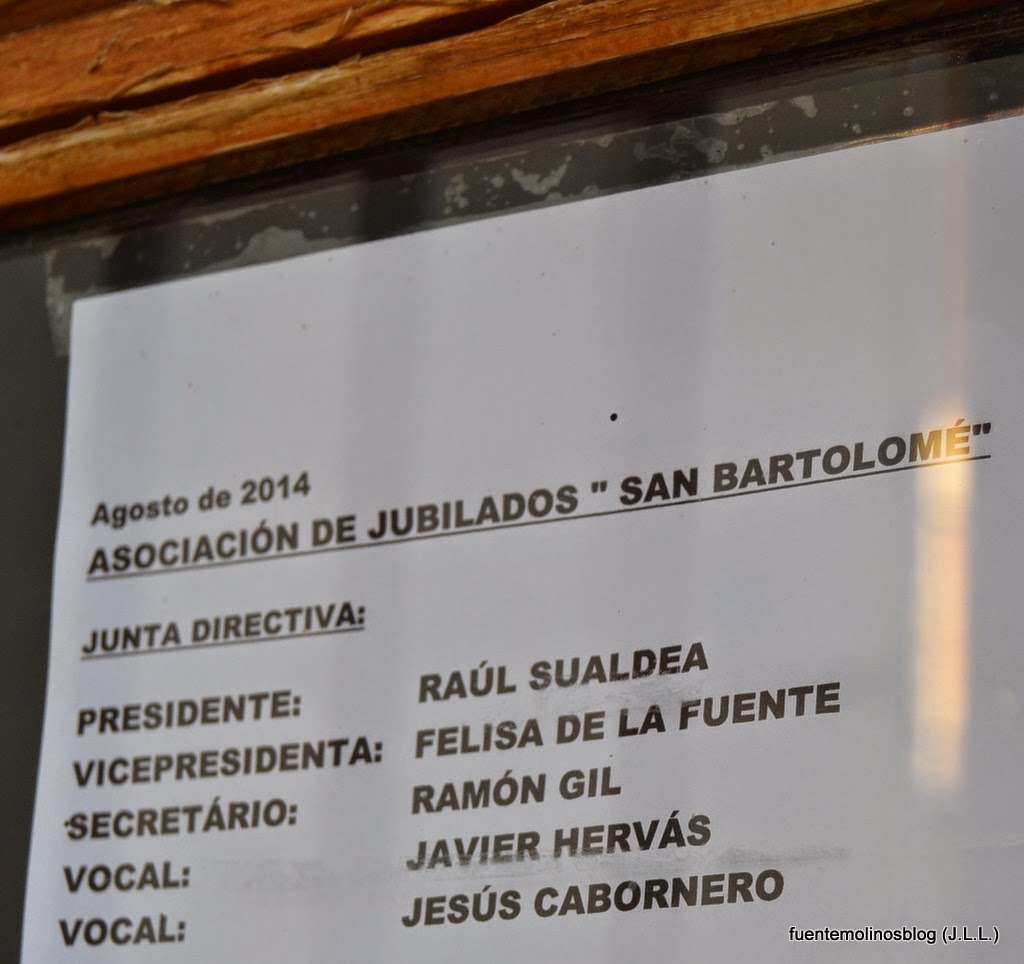 Agosto de 2014
ASOCIACIÓN DE JUBILADOS " SAN BARTOLOMÉ"
JUNTA DIRECTIVA:
PRESIDENTE: RAÚL SUALDEA
VICEPRESIDENTA: FELISA DE LA FUENTE
SECRETÁRIO: RAMÓN GIL
VOCAL: JAVIER HERVÁS
VOCAL: JESÚS CABORNERO
fuentemolinosblog (J.L.L.)